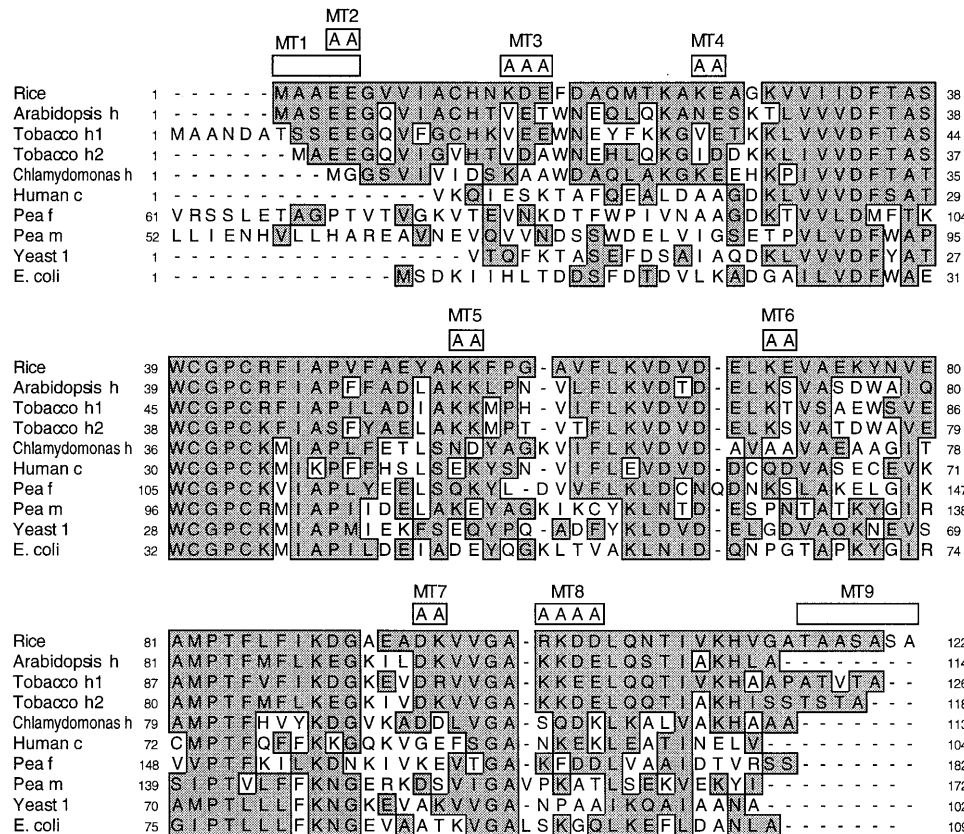 MT2
MT1 A A MT3 MT4
A A A A A
Rice 1 - - - - - - M A A E E G V V I A C H N K D E F D A Q M T K A K E A G K V V I I D F T A S 38
Arabidopsis h 1 - - - - - - M A S E E G Q V I A C H T V E T W N E Q L Q K A N E S K T L V V V D F T A S 38
Tobacco h1 1 M A A N D A T S S E E G Q V F G C H K V E E W N E Y F K K G V E T K K L V V V D F T A S 44
Tobacco h2 1 - - - - - - - M A E E G Q V I G V H T V D A W N E H L Q K G I D D K K L I V V D F T A S 37
Chlamydomonas h 1 - - - - - - - - - M G G S V I V I D S K A A W D A Q L A K G K E E H K P I V V D F T A S 35
Human c 1 - - - - - - - - - - - - - - - V K Q I E S K T A F Q E A L D A A G D K L V V V D F S A T 29
Pea f 61 V R S S L E T A G P T V T V G K V T E V N K D T F W P I V N A A G D K T V V L D M F T K 104
Pea m 52 L L I E N H V L L H A R E A V N E V Q V V N D S S W D E L V I G S E T P V L V D F W A P 95
Yeast 1 1 - - - - - - - - - - - - - - - - - V T Q F K T A S E F D S A I A Q D K L V V V D F Y A T 27
E. coli 1 - - - - - - - - - - - - - M S D K I I H L T D D S F D T D V L K A D G A I L V D F W A E 31
MT5 MT6
A A A A
Rice 39 W C G P C R F I A P V F A E Y A K K F P G - A V F L K V D V D - E L K E V A E K Y N V E 80
Arabidopsis h 39 W C G P C R F I A P F F A D L A K K L P N - V L F L K V D T D - E L K S V A S D W A I Q 80
Tobacco h1 45 W C G P C R F I A P I L A D I A K K M P H - V I F L K V D V D - E L K T V S A E W S V E 86
Tobacco h2 38 W C G P C K F I A S F Y A E L A K K M P T - V T F L K V D V D - E L K S V A T D W A V E 79
Chlamydomonas h 36 W C G P C K M I A P L F E T L S N D Y A G K V I F L K V D V D - A V A A V A E A A G I T 78
Human c 30 W C G P C K M I K P F F H S L S E K Y S N - V I F L E V D V D - D C Q D V A S E C E V K 71
Pea f 105 W C G P C K V I A P L Y E E L S Q K Y L - D V V F L K L D C N Q D N K S L A K E L G I K 147
Pea m 96 W C G P C R M I A P I I D E L A K E Y A G K I K C Y K L N T D - E S P N T A T K Y G I R 138
Yeast 1 28 W C G P C K M I A P M I E K F S E Q Y P Q - A D F Y K L D V D - E L G D V A Q K N E V S 69
E. coli 32 W C G P C K M I A P I L D E I A D E Y Q G K L T V A K L N I D - Q N P G T A P K Y G I R 74
MT7 MT8 MT9
A A A A A A
Rice 81 A M P T F L F I K D G A E A D K V V G A - R K D D L Q N T I V K H V G A T A A S A S A 122
Arabidopsis h 81 A M P T F M F L K E G K I L D K V V G A - K K D E L Q S T I A K H L A - - - - - - - - 114
Tobacco h1 87 A M P T F V F I K D G K E V D R V V G A - K K E E L Q Q T I V K H A A P A T V T A - - 126
Tobacco h2 80 A M P T F M F L K E G K I V D K V V G A - K K D E L Q Q T I A K H I S S T S T A - - - 118
Chlamydomonas h 79 A M P T F H V Y K D G V K A D D L V G A - S Q D K L K A L V A K H A A A - - - - - - - 113
Human c 72 C M P T F Q F F K K G Q K V G E F S G A - N K E K L E A T I N E L V - - - - - - - - - 104
Pea f 148 V V P T F K I L K D N K I V K E V T G A - K F D D L V A A I D T V R S S - - - - - - - 182
Pea m 139 S I P T V L F F K N G E R K D S V I G A V P K A T L S E K V E K Y I - - - - - - - - - 172
Yeast 1 70 A M P T L L L F K N G K E V A K V V G A - N P A A I K Q A I A A N A - - - - - - - - - 102
E. coli 75 G I P T L L L F K N G E V A A T K V G A L S K G Q L K E F L D A N L A - - - - - - - - 109